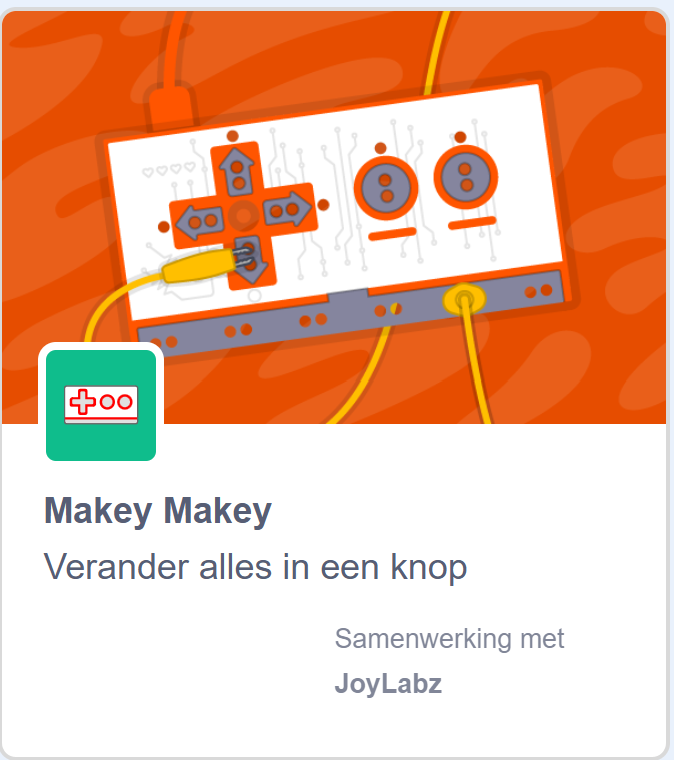 Makey Makey
Verander alles in een knop
Samenwerking met
JoyLabz